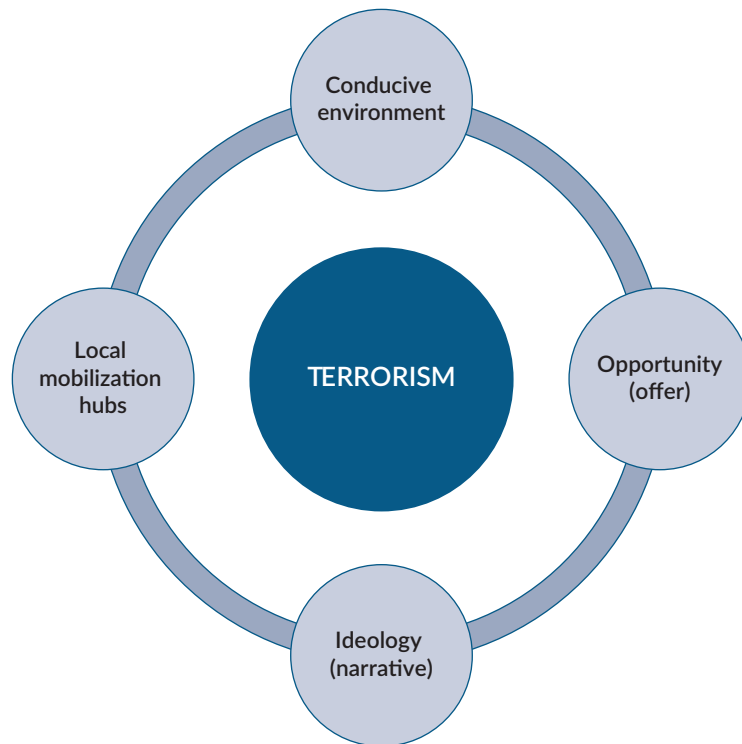 Conducive
environment
Local
mobilization
hubs
TERRORISM
Opportunity
(offer)
Ideology
(narrative)